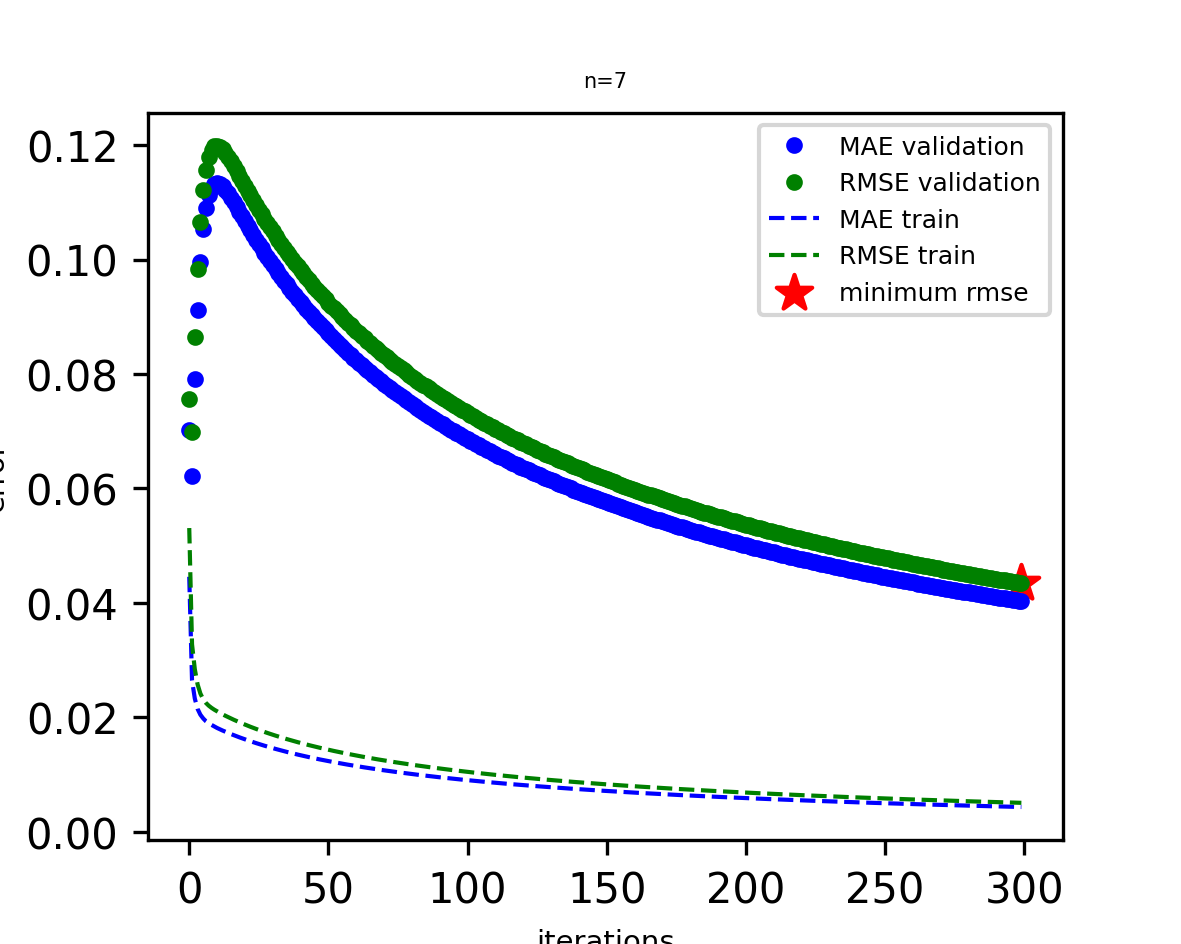 n=7
0.12
0.10
0.08
0.06
0.04
0.02
0.00
0 50 100 150 200 250 300
iterations
MAE validation
RMSE validation
MAE train
RMSE train
minimum rmse